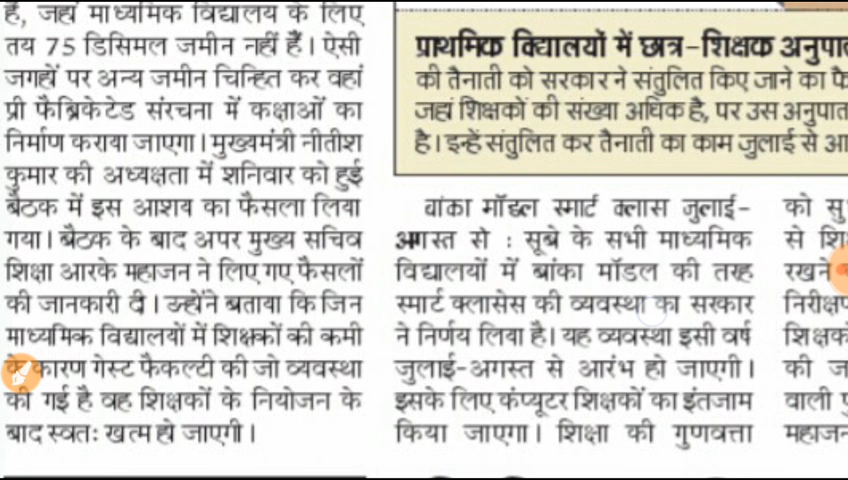 है, जहां माध्यमिक विद्यालय के लिए
तय 75 डिसिमल जमीन नहीं हैं। ऐसी
जगहों पर अन्य जमीन चिन्हित कर वहां
प्री फैब्रिकेटेड संरचना में कक्षाओं का
निर्माण कराया जाएगा। मुख्यमंत्री नीतीश
कुमार की अध्यक्षता में शनिवार को हुई
बैठक में इस आशय का फैसला लिया
गया। बैठक के बाद अपर मुख्य सचिव
शिक्षा आरके महाजन ने लिए गए फैसलों
की जानकारी दी। उन्होंने बताया कि जिन
माध्यमिक विद्यालयों में शिक्षकों की कमी
के कारण गेस्ट फैकल्टी की जो व्यवस्था
की गई है वह शिक्षकों के नियोजन के
बाद स्वतः खत्म हो जाएगी।
प्राथमिक विद्यालयों में छात्र-शिक्षक अनुपा
की तैनाती को सरकार ने संतुलित किए जाने का फै
जहां शिक्षकों की संख्या अधिक है, पर उस अनुपात
है। इन्हें संतुलित कर तैनाती का काम जुलाई से आ
बांका मॉडल स्मार्ट क्लास जुलाई-
अगस्त से : सूबे के सभी माध्यमिक
विद्यालयों में बांका मॉडल की तरह
स्मार्ट क्लासेस की व्यवस्था का सरकार
ने निर्णय लिया है। यह व्यवस्था इसी वर्ष
जुलाई-अगस्त से आरंभ हो जाएगी।
इसके लिए कंप्यूटर शिक्षकों का इंतजाम
किया जाएगा। शिक्षा की गुणवत्ता
को सु
से शि
रखने
निरीक्षण
शिक्षक
की ज
वाली पु
महाजन